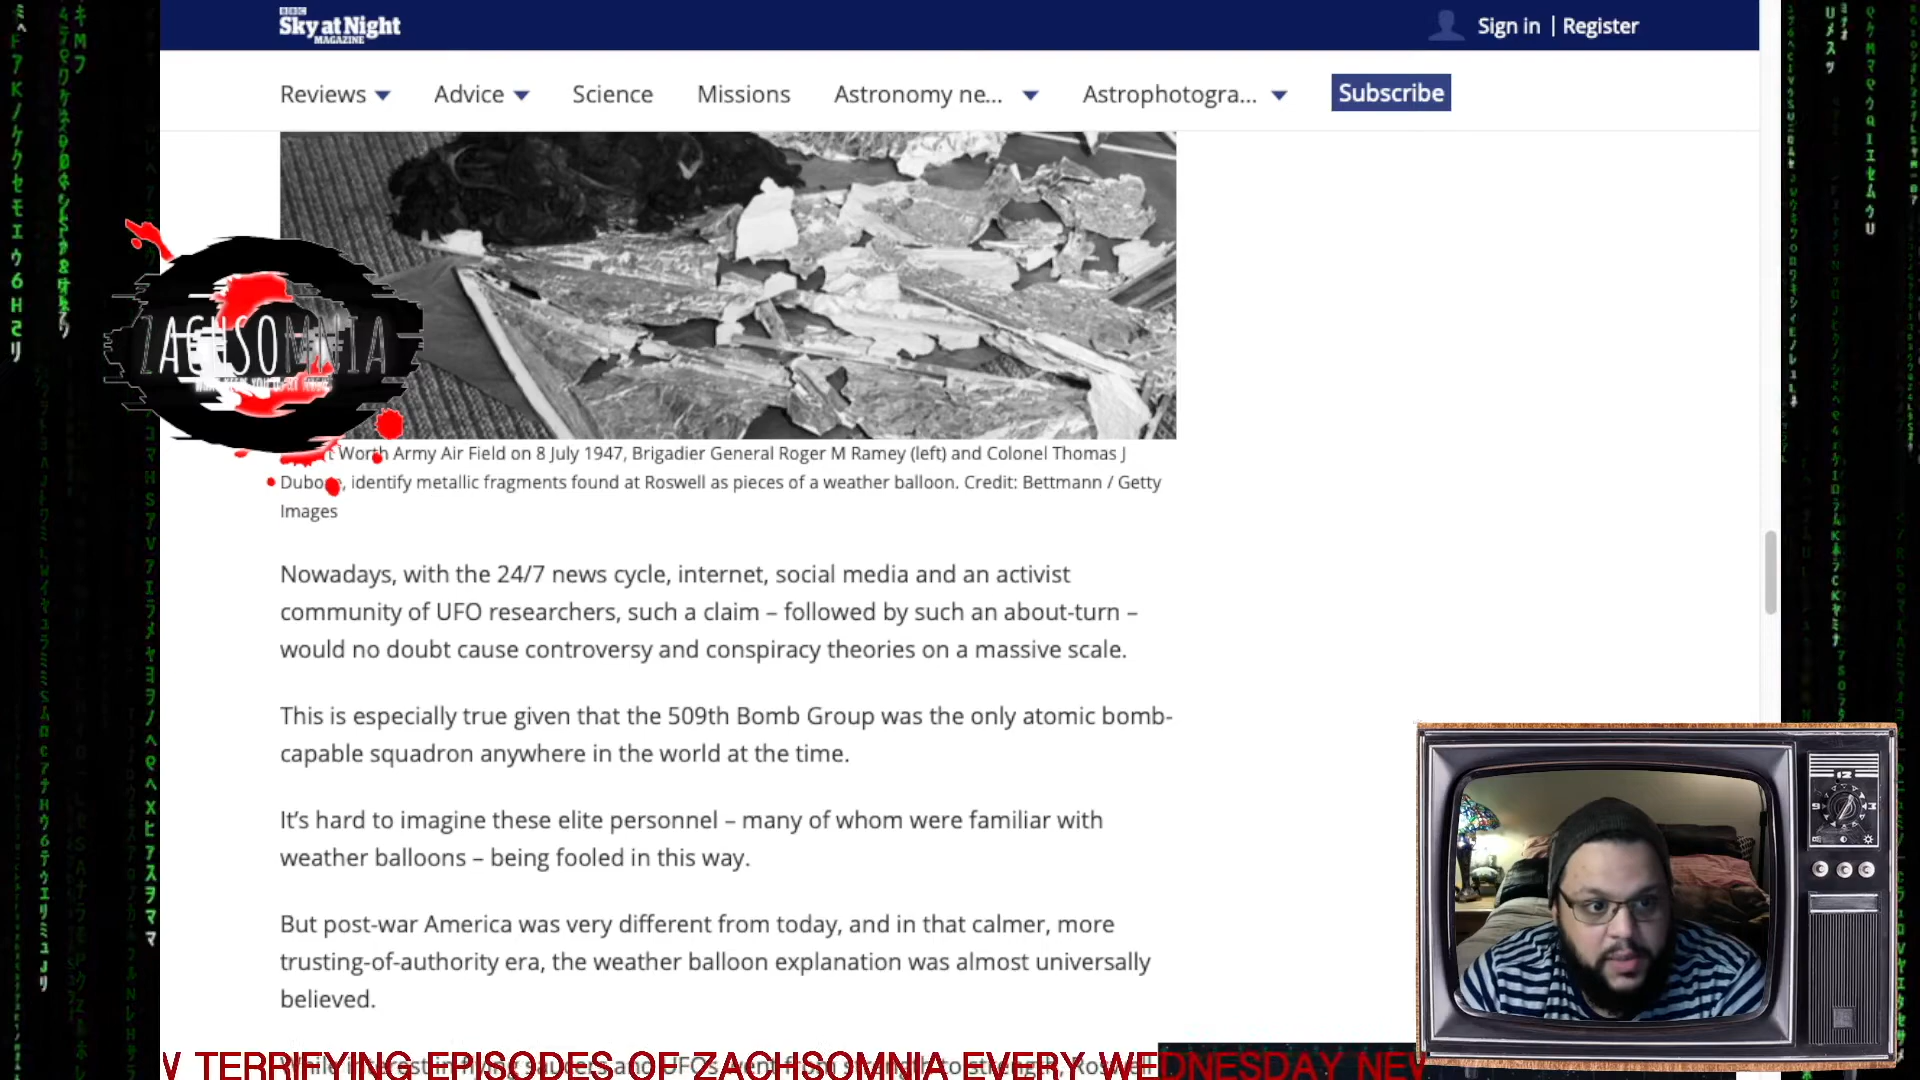 BBC
Sky at Night
MAGAZINE
Sign in | Register
Reviews
Advice
Science
Missions
Astronomy ne...
Astrophotogra...
Subscribe
ZACHSOMNIA
Worth Army Air Field on 8 July 1947, Brigadier General Roger M Ramey (left) and Colonel Thomas J
identify metallic fragments found at Roswell as pieces of a weather balloon. Credit: Bettmann / Getty
Images
Nowadays, with the 24/7 news cycle, internet, social media and an activist
community of UFO researchers, such a claim – followed by such an about-turn –
would no doubt cause controversy and conspiracy theories on a massive scale.
This is especially true given that the 509th Bomb Group was the only atomic bomb-
capable squadron anywhere in the world at the time.
It’s hard to imagine these elite personnel – many of whom were familiar with
weather balloons – being fooled in this way.
But post-war America was very different from today, and in that calmer, more
trusting-of-authority era, the weather balloon explanation was almost universally
believed.
TERRIFYING EPISODES OF ZACHSOMNIA EVERY WEDNESDAY NEW
12
9
3